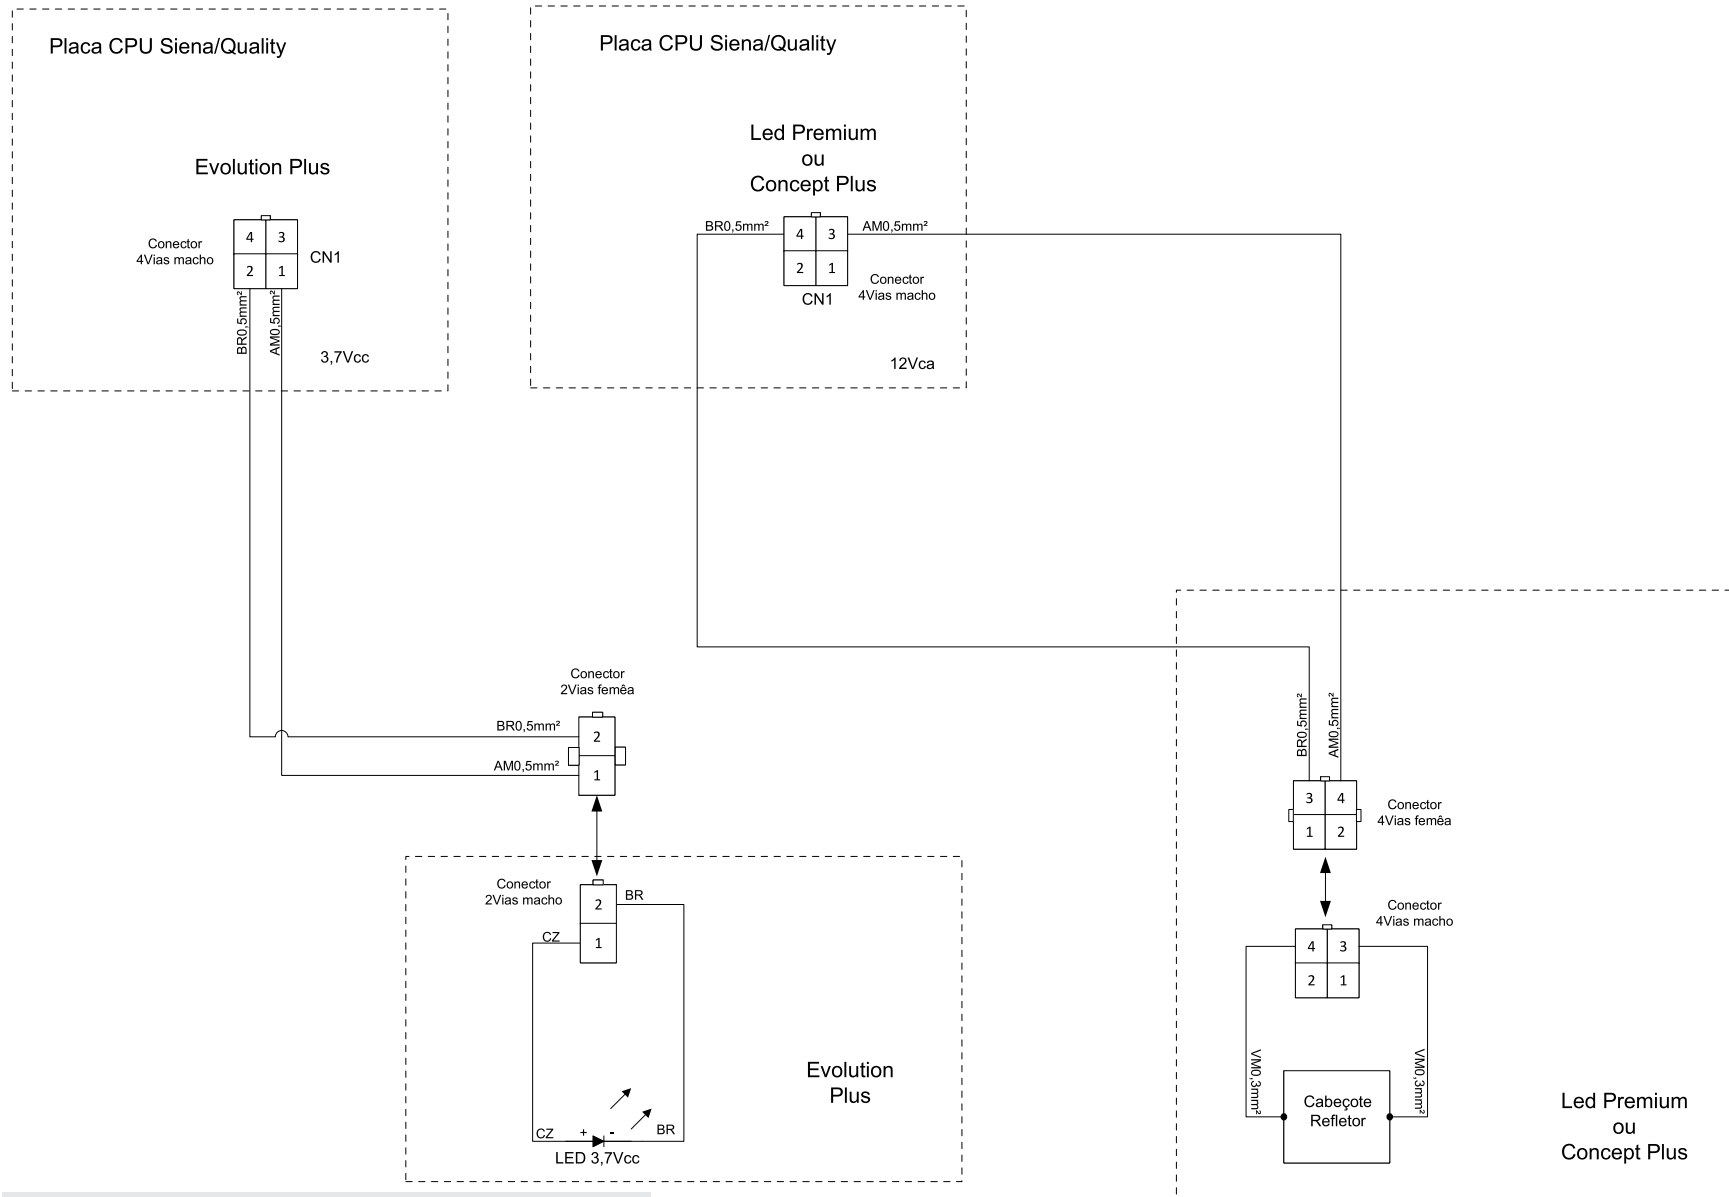 Placa CPU Siena/Quality
Evolution Plus
4 3
2 1
Conector
4Vias macho
CN1
BR0,5mm²
AM0,5mm²
3,7Vcc
Placa CPU Siena/Quality
Led Premium
ou
Concept Plus
BR0,5mm²
4 3
2 1
AM0,5mm²
CN1
Conector
4Vias macho
12Vca
Conector
2Vias femêa
BR0,5mm²
2
AM0,5mm²
1
Conector
2Vias macho
2
BR
1
CZ
CZ
+
-
BR
LED 3,7Vcc
Evolution
Plus
BR0,5mm²
AM0,5mm²
3 4
1 2
Conector
4Vias femêa
Conector
4Vias macho
4 3
2 1
VM0,3mm²
VM0,3mm²
Cabeçote
Refletor
Led Premium
ou
Concept Plus